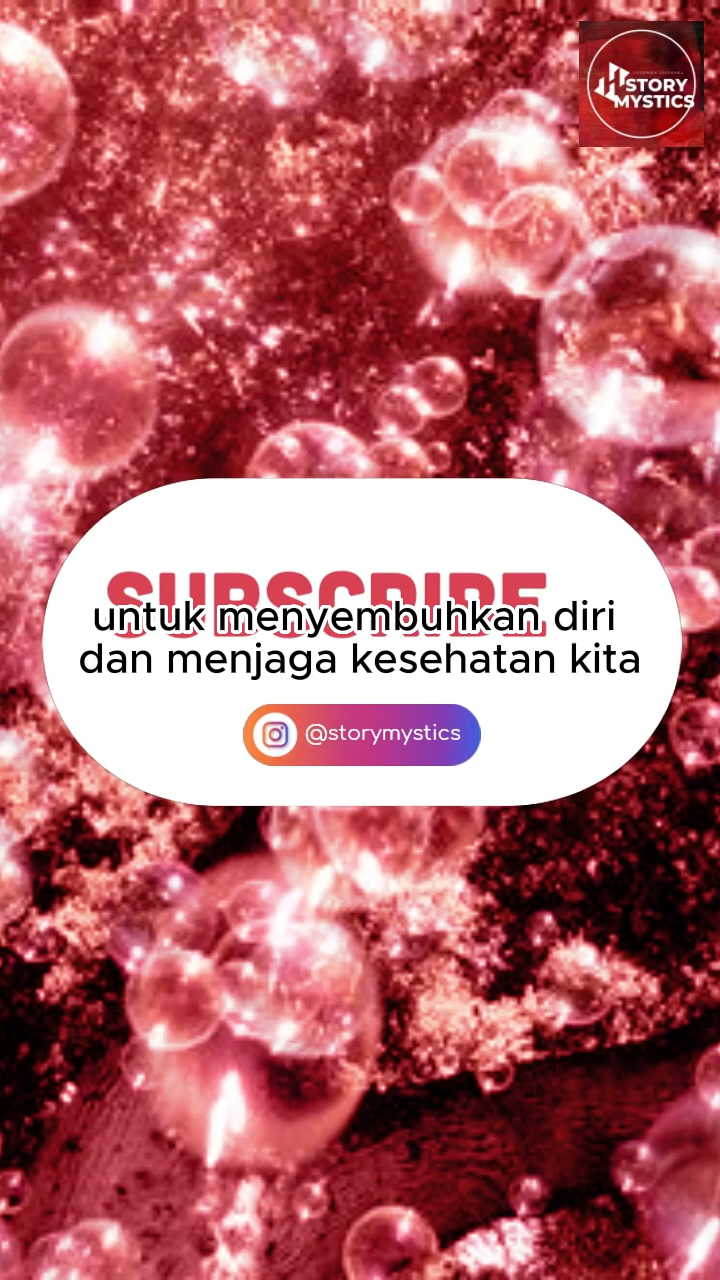 STORY
MYSTICS
SUBSCRIBE
untuk menyembuhkan diri
dan menjaga kesehatan kita
@storymystics